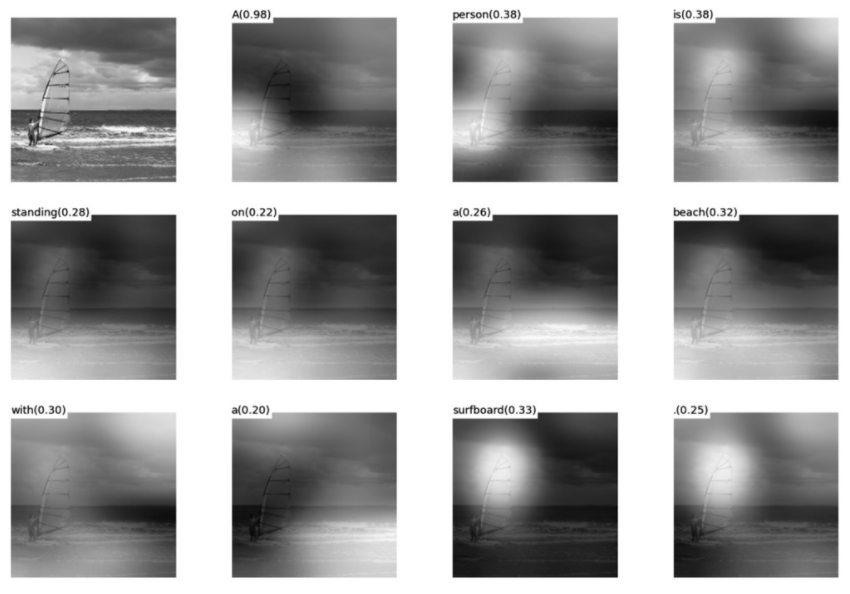 A(0.98)
person(0.38)
is(0.38)
standing(0.28)
on(0.22)
a(0.26)
beach(0.32)
with(0.30)
a(0.20)
surfboard(0.33)
.(0.25)